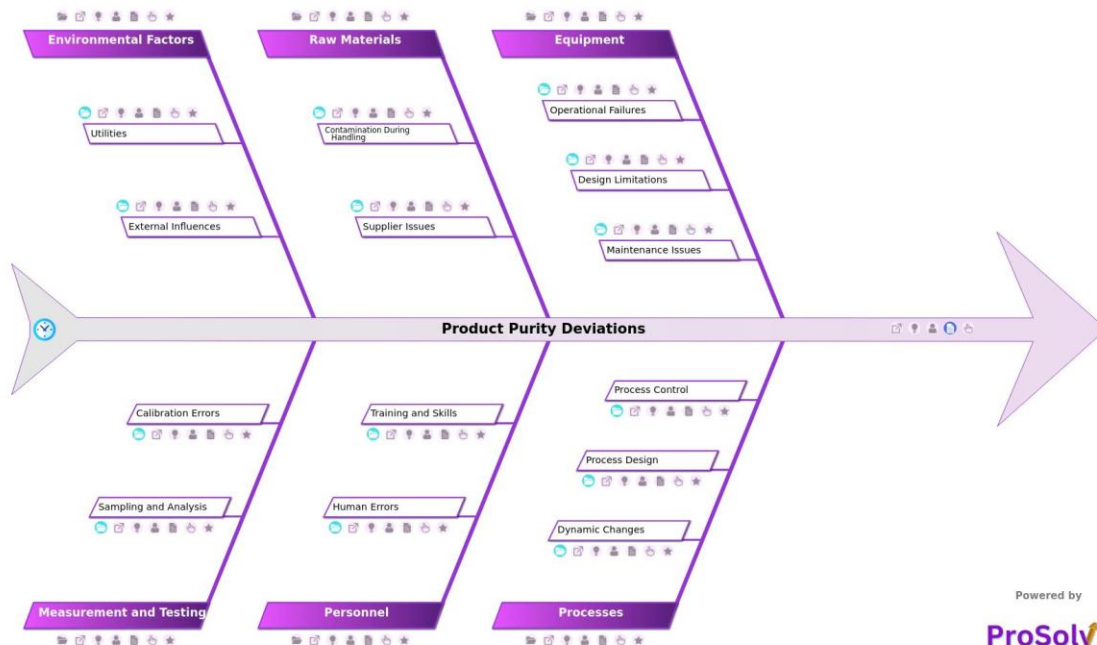 Environmental Factors
Raw Materials
Equipment
Utilities
External Influences
Contamination During
Handling
Supplier Issues
Operational Failures
Design Limitations
Maintenance Issues
Product Purity Deviations
Calibration Errors
Sampling and Analysis
Training and Skills
Human Errors
Process Control
Process Design
Dynamic Changes
Measurement and Testing
Personnel
Processes
Powered by
ProSolv